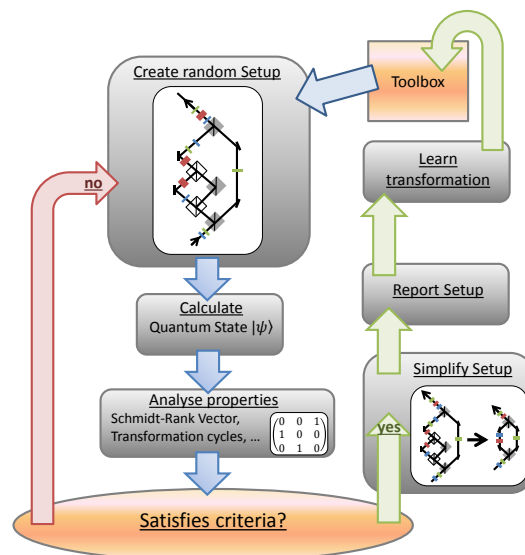 Create random Setup
Toolbox
Learn
transformation
no
Calculate
Quantum State |ψ⟩
Report Setup
Analyse properties
Schmidt-Rank Vector,
Transformation cycles, ...
0 0 1
1 0 0
0 1 0
Simplify Setup
yes
Satisfies criteria?